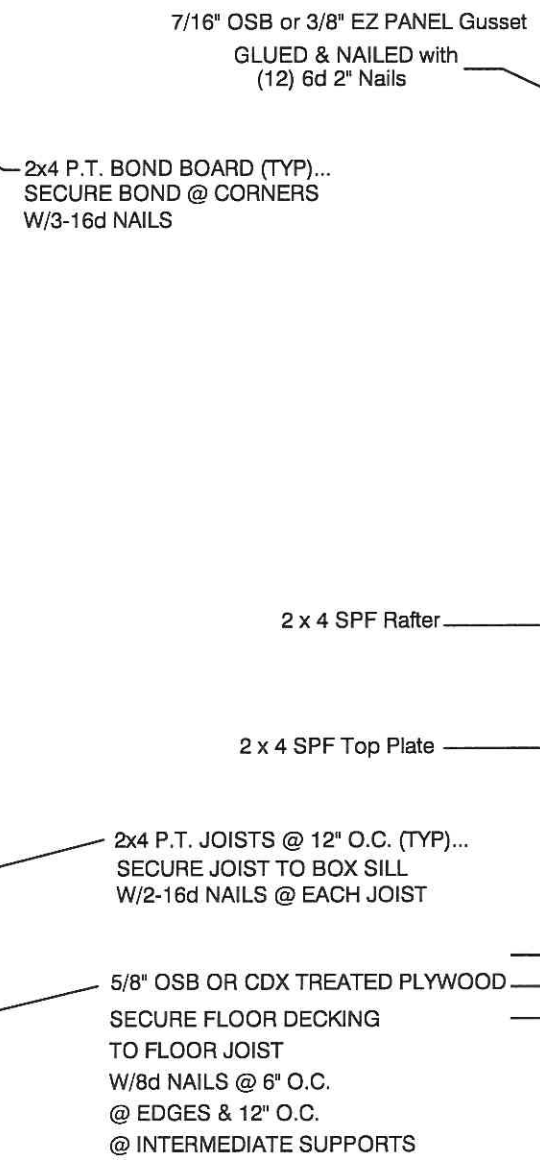 7/16" OSB or 3/8" EZ PANEL Gusset
GLUED & NAILED with
(12) 6d 2" Nails
2x4 P.T. BOND BOARD (TYP)...
SECURE BOND @ CORNERS
W/3-16d NAILS
2 x 4 SPF Rafter
2 x 4 SPF Top Plate
2x4 P.T. JOISTS @ 12" O.C. (TYP)...
SECURE JOIST TO BOX SILL
W/2-16d NAILS @ EACH JOIST
5/8" OSB OR CDX TREATED PLYWOOD
SECURE FLOOR DECKING
TO FLOOR JOIST
W/8d NAILS @ 6" O.C.
@ EDGES & 12" O.C.
@ INTERMEDIATE SUPPORTS